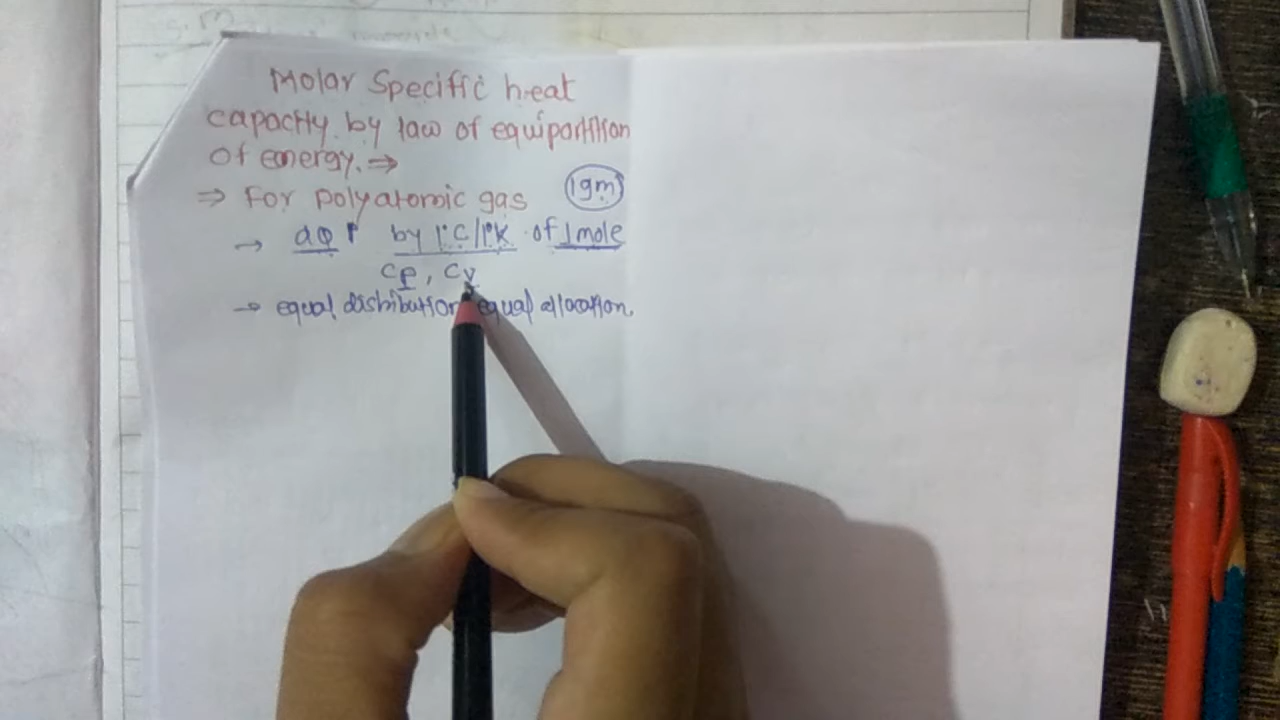 Molar Specific heat
capacity by law of equipartition
of energy. ⇒
⇒ For polyatomic gas (1gm)
→ dQ ↑ by 1°C/1°K of 1mole
Cp, Cv
→ equal distribution equal allocation.